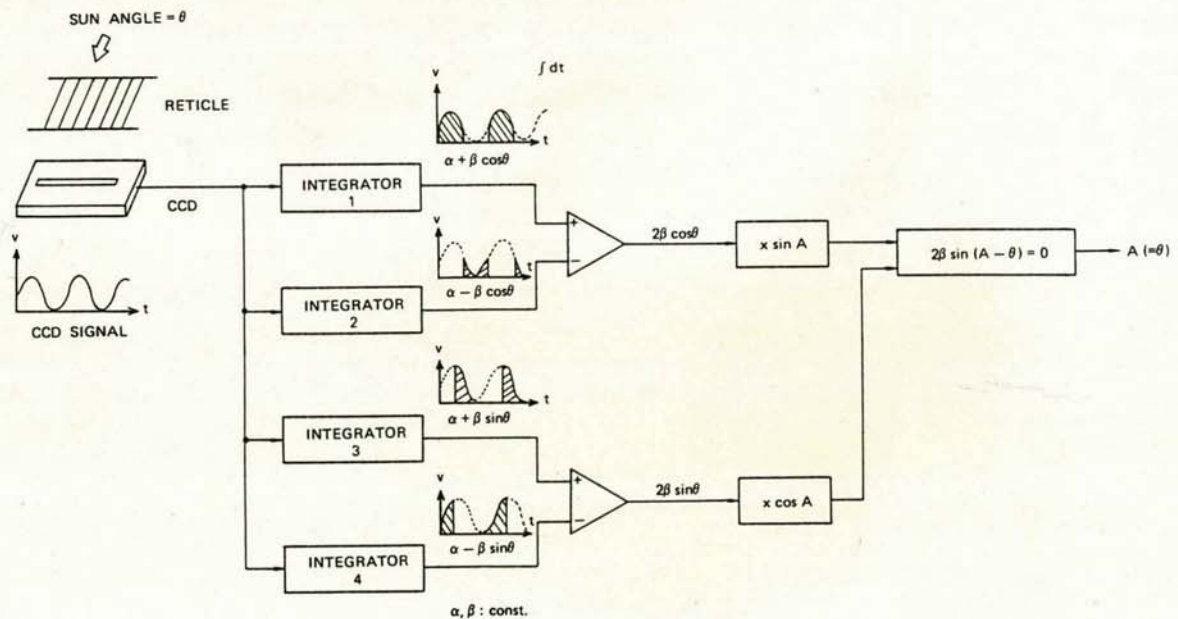 SUN ANGLE = θ
RETICLE
CCD
v
t
CCD SIGNAL
INTEGRATOR
1
INTEGRATOR
2
INTEGRATOR
3
INTEGRATOR
4
∫ dt
v
t
α + β cosθ
v
t
α − β cosθ
v
t
α + β sinθ
v
t
α − β sinθ
α, β : const.
+
−
2β cosθ
x sin A
+
−
2β sinθ
x cos A
2β sin (A − θ) = 0
A (=θ)